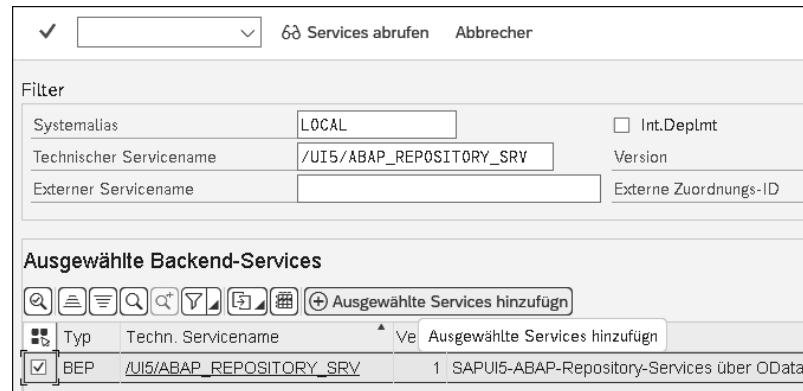 Services abrufen Abbrecher
Filter
Systemalias LOCAL Int.Deplmt
Technischer Servicename /UI5/ABAP_REPOSITORY_SRV Version
Externer Servicename Externe Zuordnungs-ID
Ausgewählte Backend-Services
Ausgewählte Services hinzufügn
Typ Techn. Servicename Ve Ausgewählte Services hinzufügn
BEP /UI5/ABAP_REPOSITORY_SRV 1 SAPUI5-ABAP-Repository-Services über OData